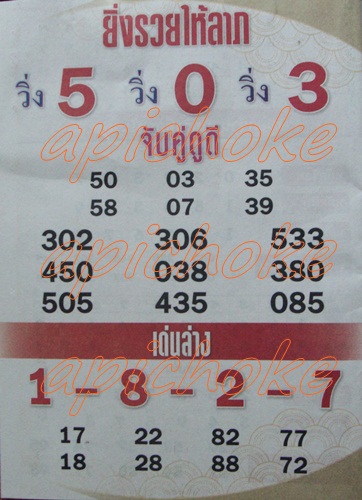 ยิ่งรวยให้ลาภ
วิ่ง 5 วิ่ง 0 วิ่ง 3
apichoke
จับคู่ดูดี
50 03 35
58 07 39
302 306 533
apichoke
450 038 380
505 435 085
เด่นล่าง
apichoke
1 - 8 - 2 - 7
17 22 82 77
18 28 88 72